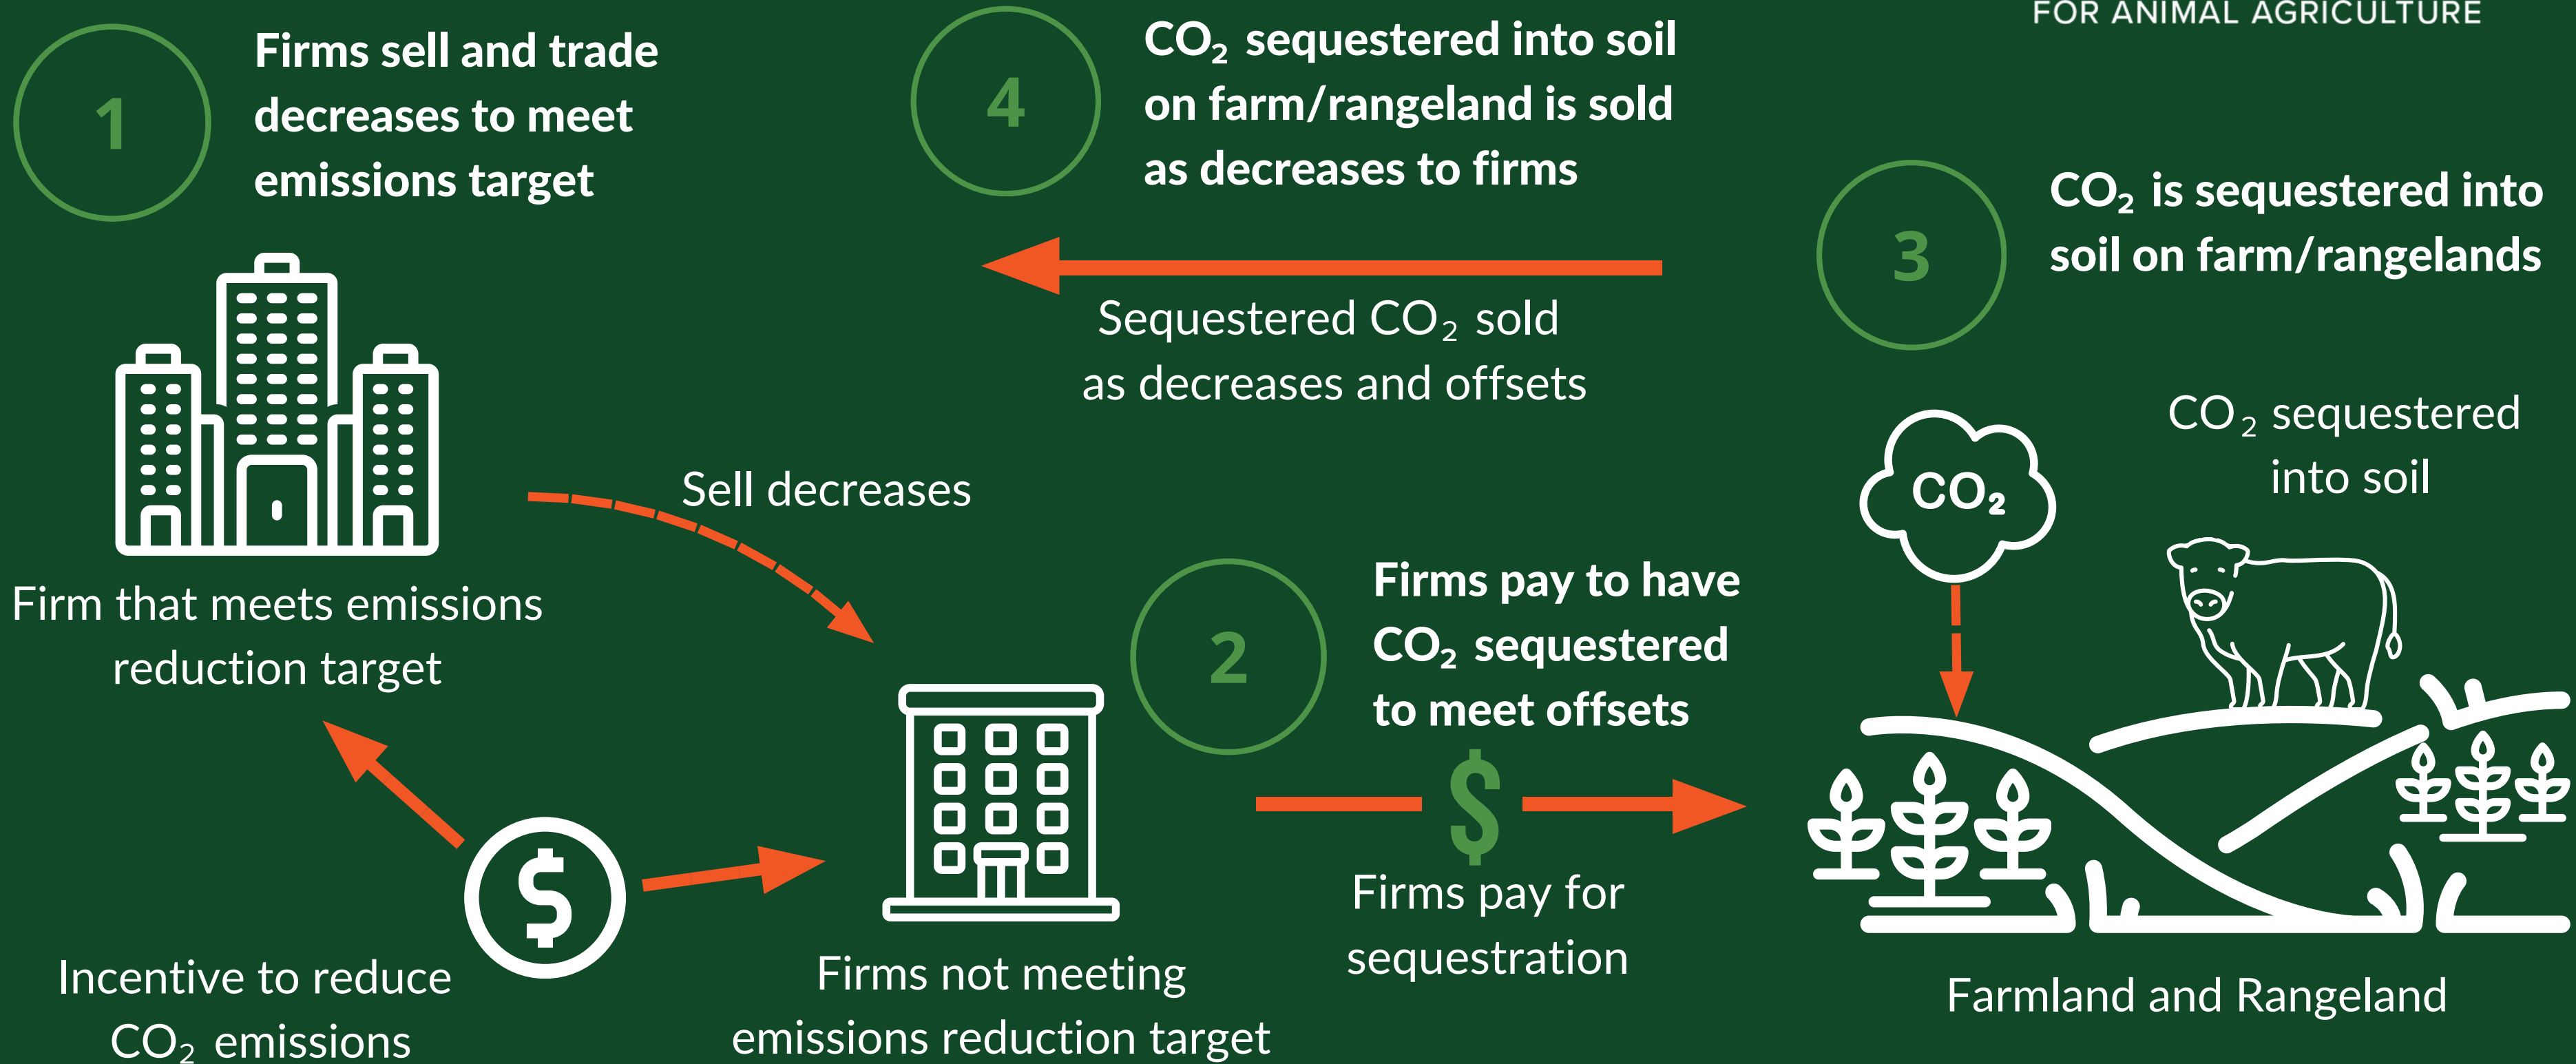 FOR ANIMAL AGRICULTURE
1
Firms sell and trade
decreases to meet
emissions target
4
CO₂ sequestered into soil
on farm/rangeland is sold
as decreases to firms
3
CO₂ is sequestered into
soil on farm/rangelands
Sequestered CO₂ sold
as decreases and offsets
CO₂
CO₂ sequestered
into soil
Sell decreases
Firm that meets emissions
reduction target
2
Firms pay to have
CO₂ sequestered
to meet offsets
$
Firms pay for
sequestration
$
Incentive to reduce
CO₂ emissions
Firms not meeting
emissions reduction target
Farmland and Rangeland